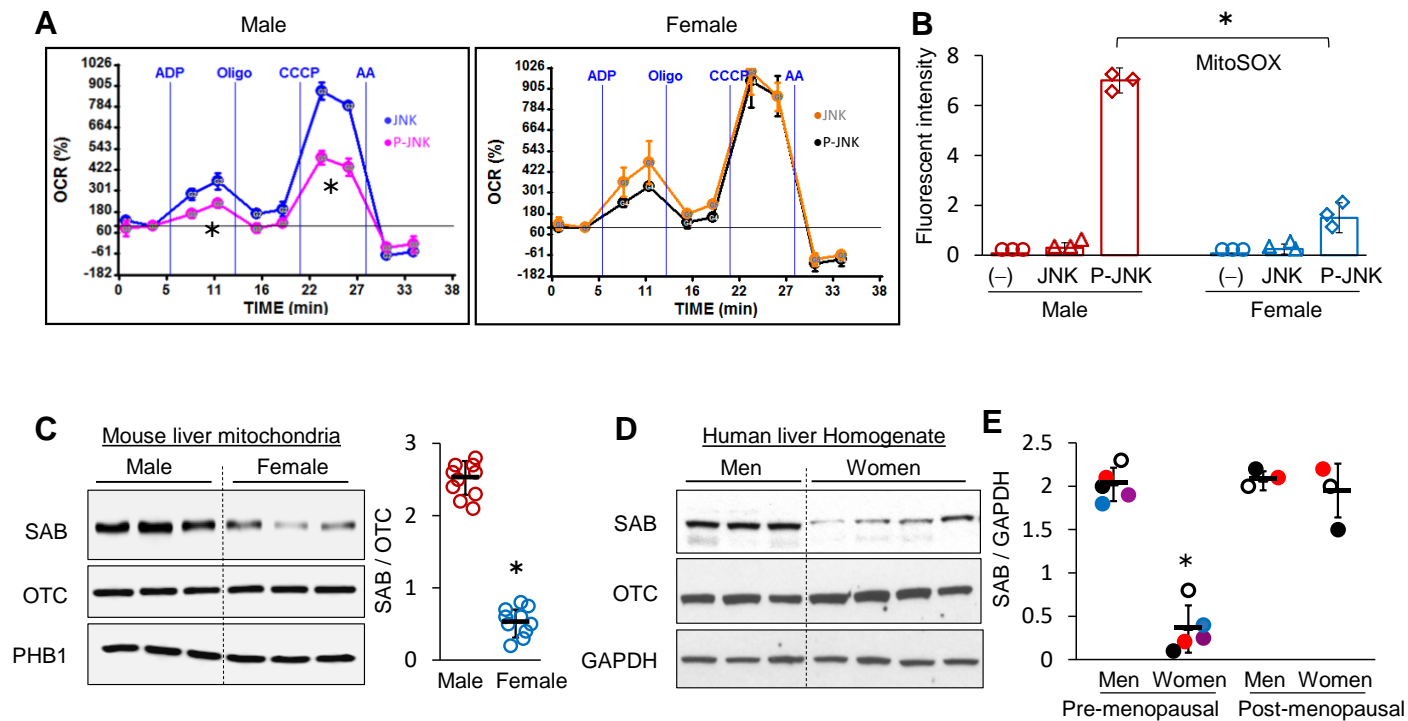 A
Male
Female
OCR (%)
1026
905
784
664
543
422
301
180
60
-61
-182
ADP
Oligo
CCCP
AA
JNK
P-JNK
*
*
0
5
11
16
22
27
33
38
TIME (min)
OCR (%)
1026
905
784
664
543
422
301
180
60
-61
-182
ADP
Oligo
CCCP
AA
JNK
P-JNK
0
5
11
16
22
27
33
38
TIME (min)
B
*
MitoSOX
Fluorescent intensity
8
6
4
2
0
(–) JNK P-JNK (–) JNK P-JNK
Male Female
C
Mouse liver mitochondria
Male Female
SAB
OTC
PHB1
SAB / OTC
3
2
1
0
*
Male Female
D
Human liver Homogenate
Men Women
SAB
OTC
GAPDH
E
SAB / GAPDH
2.5
2
1.5
1
0.5
0
*
Men Women Men Women
Pre-menopausal Post-menopausal